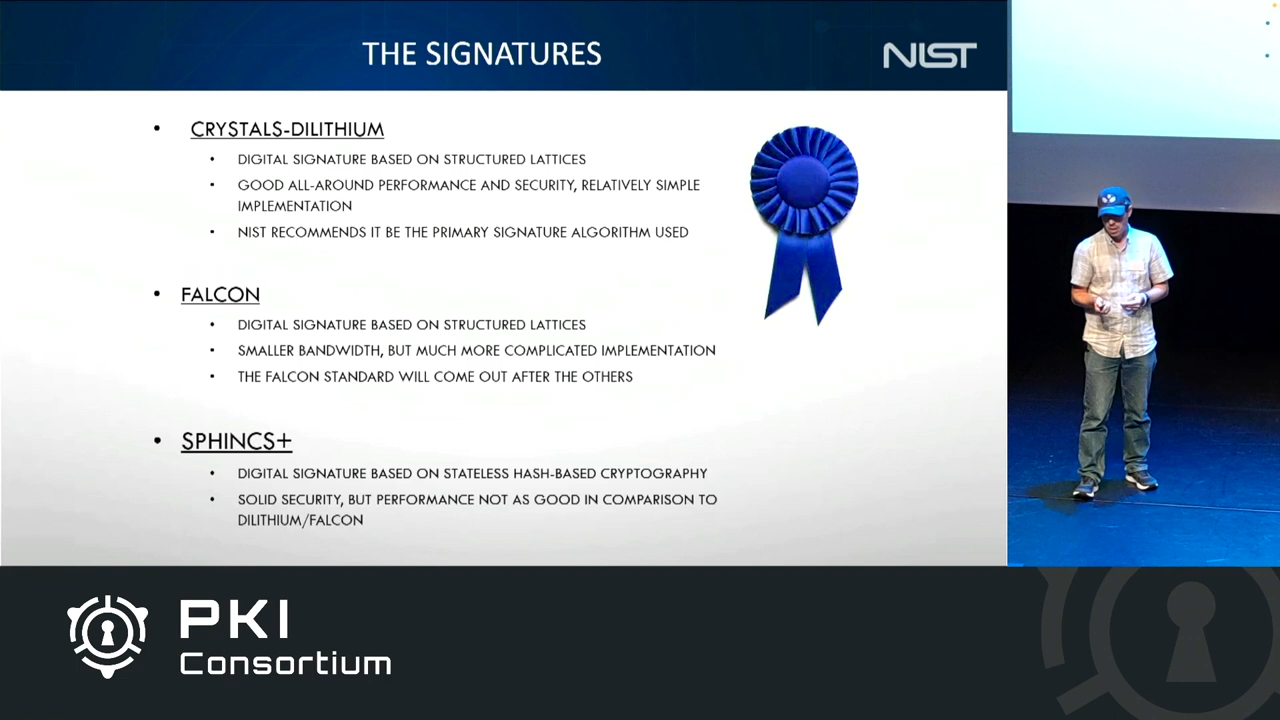 THE SIGNATURES
NIST
• CRYSTALS-DILITHIUM
• DIGITAL SIGNATURE BASED ON STRUCTURED LATTICES
• GOOD ALL-AROUND PERFORMANCE AND SECURITY, RELATIVELY SIMPLE
IMPLEMENTATION
• NIST RECOMMENDS IT BE THE PRIMARY SIGNATURE ALGORITHM USED
• FALCON
• DIGITAL SIGNATURE BASED ON STRUCTURED LATTICES
• SMALLER BANDWIDTH, BUT MUCH MORE COMPLICATED IMPLEMENTATION
• THE FALCON STANDARD WILL COME OUT AFTER THE OTHERS
• SPHINCS+
• DIGITAL SIGNATURE BASED ON STATELESS HASH-BASED CRYPTOGRAPHY
• SOLID SECURITY, BUT PERFORMANCE NOT AS GOOD IN COMPARISON TO
DILITHIUM/FALCON
PKI
Consortium